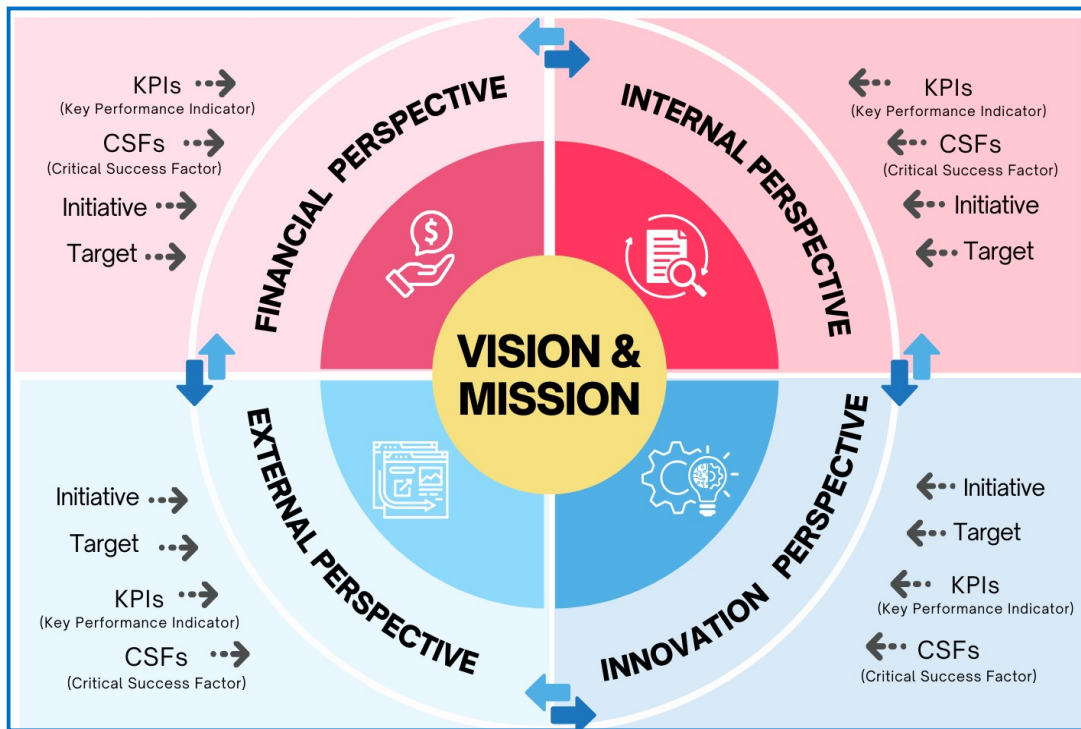 FINANCIAL PERSPECTIVE
KPIs
(Key Performance Indicator)
CSFs
(Critical Success Factor)
Initiative
Target
INTERNAL PERSPECTIVE
KPIs
(Key Performance Indicator)
CSFs
(Critical Success Factor)
Initiative
Target
$
VISION &
MISSION
EXTERNAL PERSPECTIVE
Initiative
Target
KPIs
(Key Performance Indicator)
CSFs
(Critical Success Factor)
INNOVATION PERSPECTIVE
Initiative
Target
KPIs
(Key Performance Indicator)
CSFs
(Critical Success Factor)